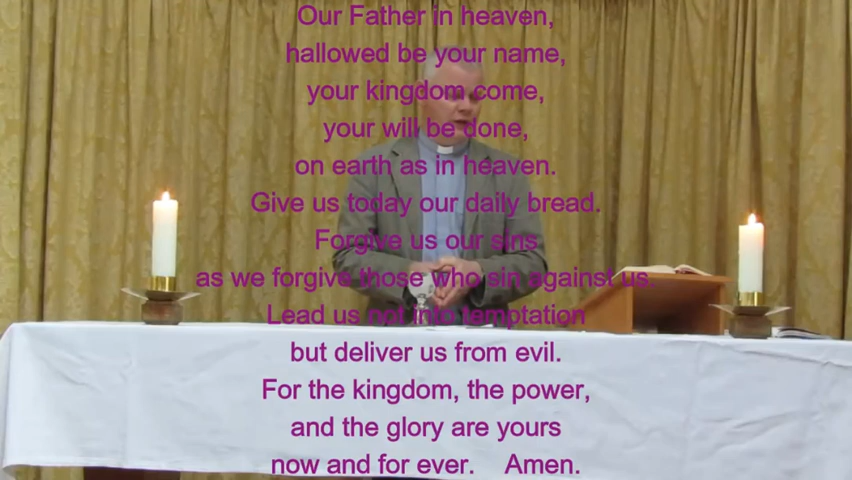 Our Father in heaven,
hallowed be your name,
your kingdom come,
your will be done,
on earth as in heaven.
Give us today our daily bread.
Forgive us our sins
as we forgive those who sin against us.
Lead us not into temptation
but deliver us from evil.
For the kingdom, the power,
and the glory are yours
now and for ever. Amen.